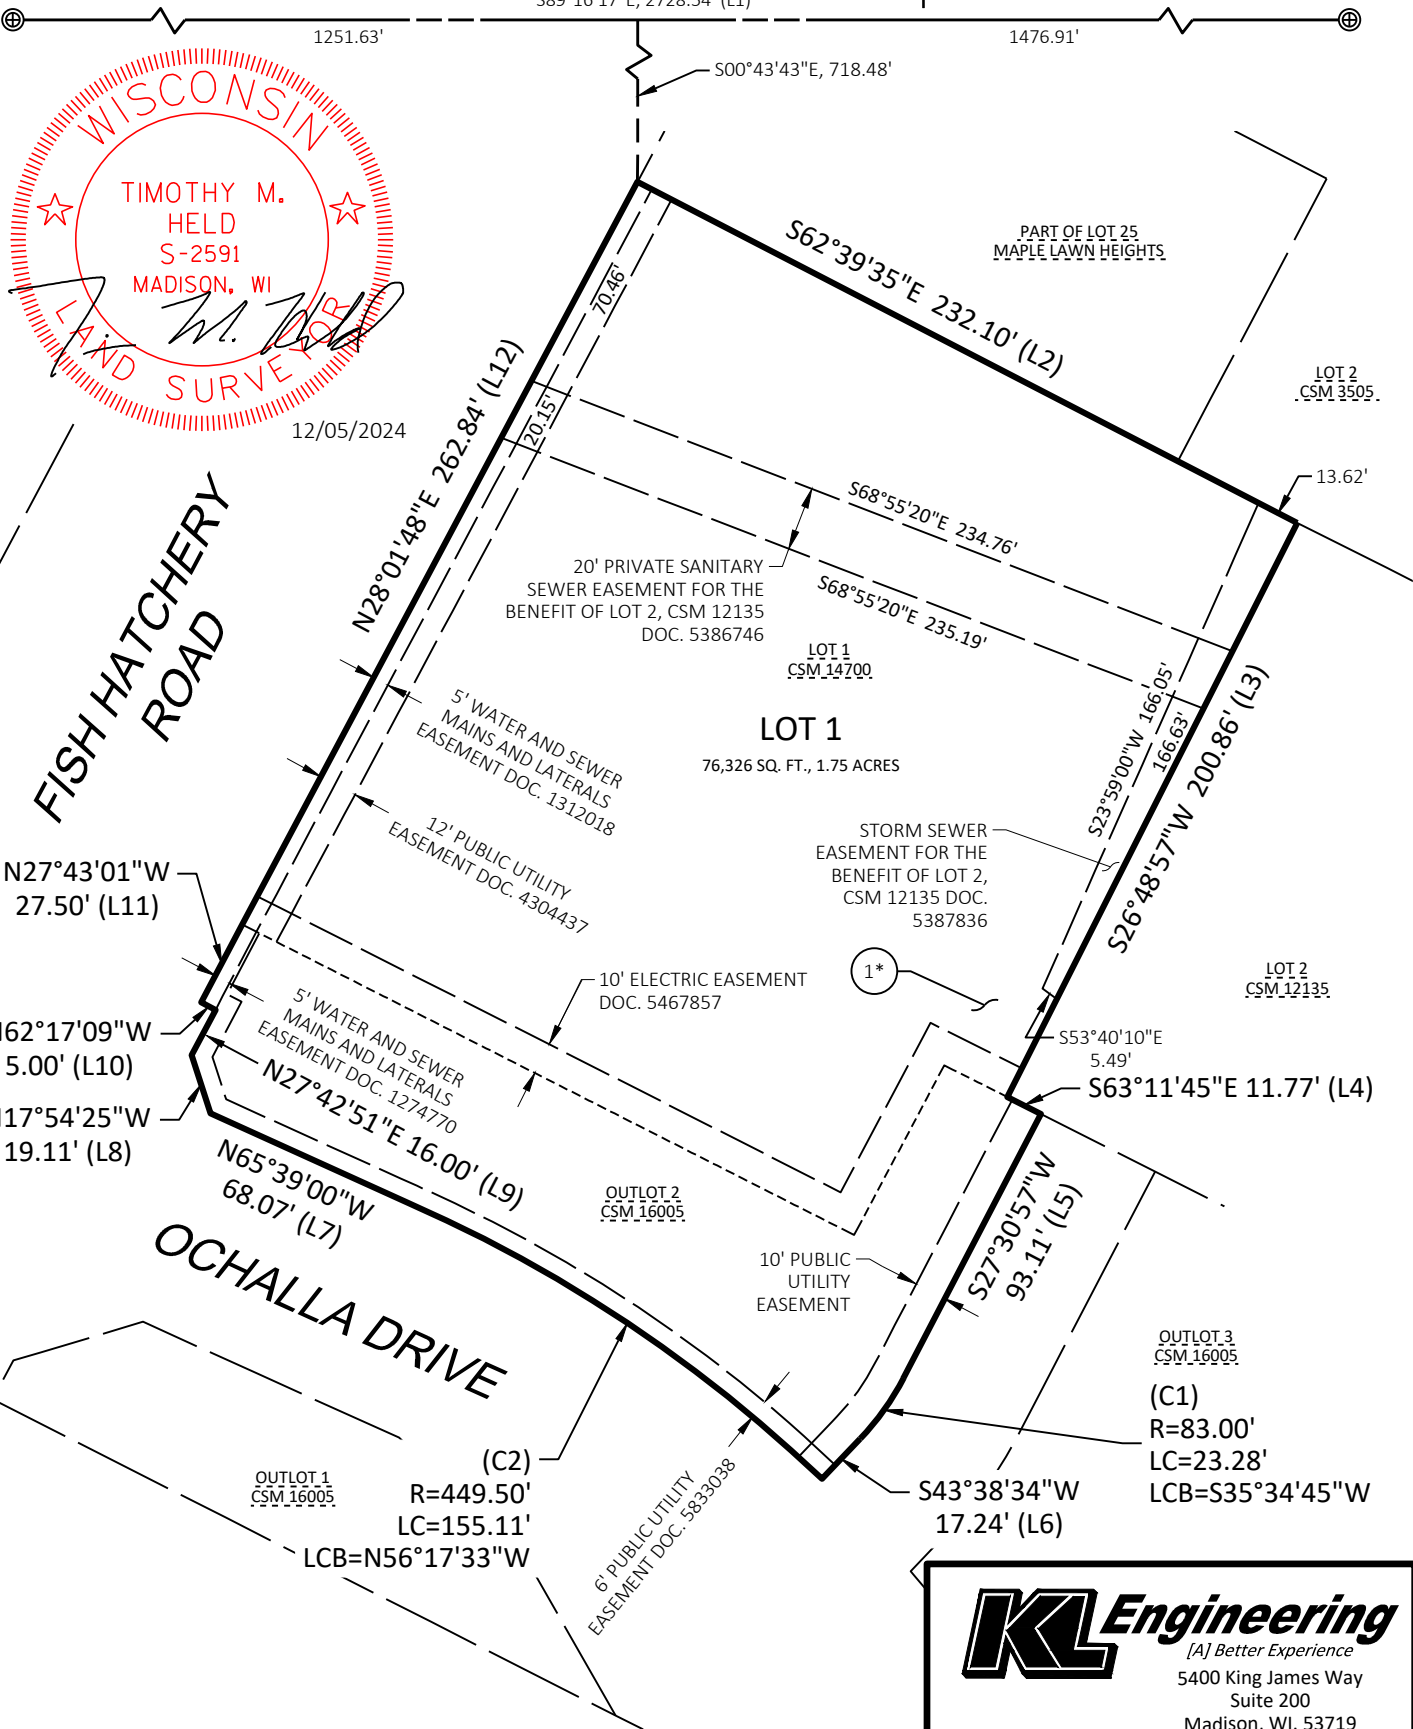 1251.63'
1476.91'
S00°43'43"E, 718.48'
WISCONSIN
TIMOTHY M.
HELD
S-2591
MADISON, WI
LAND SURVEYOR
12/05/2024
PART OF LOT 25
MAPLE LAWN HEIGHTS
S62°39'35"E 232.10' (L2)
LOT 2
CSM 3505
13.62'
70.46'
20.15'
N28°01'48"E 262.84' (L12)
FISH HATCHERY
ROAD
S68°55'20"E 234.76'
S68°55'20"E 235.19'
20' PRIVATE SANITARY
SEWER EASEMENT FOR THE
BENEFIT OF LOT 2, CSM 12135
DOC. 5386746
LOT 1
CSM 14700
LOT 1
76,326 SQ. FT., 1.75 ACRES
5' WATER AND SEWER
MAINS AND LATERALS
EASEMENT DOC. 1312018
12' PUBLIC UTILITY
EASEMENT DOC. 4304437
S23°59'00"W 166.05'
166.63'
S26°48'57"W 200.86' (L3)
STORM SEWER
EASEMENT FOR THE
BENEFIT OF LOT 2,
CSM 12135 DOC.
5387836
1*
N27°43'01"W
27.50' (L11)
10' ELECTRIC EASEMENT
DOC. 5467857
LOT 2
CSM 12135
62°17'09"W
5.00' (L10)
5' WATER AND SEWER
MAINS AND LATERALS
EASEMENT DOC. 1274770
S53°40'10"E
5.49'
S63°11'45"E 11.77' (L4)
17°54'25"W
19.11' (L8)
N27°42'51"E 16.00' (L9)
N65°39'00"W
68.07' (L7)
OUTLOT 2
CSM 16005
S27°30'57"W
93.11' (L5)
10' PUBLIC
UTILITY
EASEMENT
OCHALLA DRIVE
OUTLOT 3
CSM 16005
(C1)
R=83.00'
LC=23.28'
LCB=S35°34'45"W
(C2)
R=449.50'
LC=155.11'
LCB=N56°17'33"W
OUTLOT 1
CSM 16005
6' PUBLIC UTILITY
EASEMENT DOC. 5833038
S43°38'34"W
17.24' (L6)
KL Engineering
[A] Better Experience
5400 King James Way
Suite 200
Madison, WI. 53719